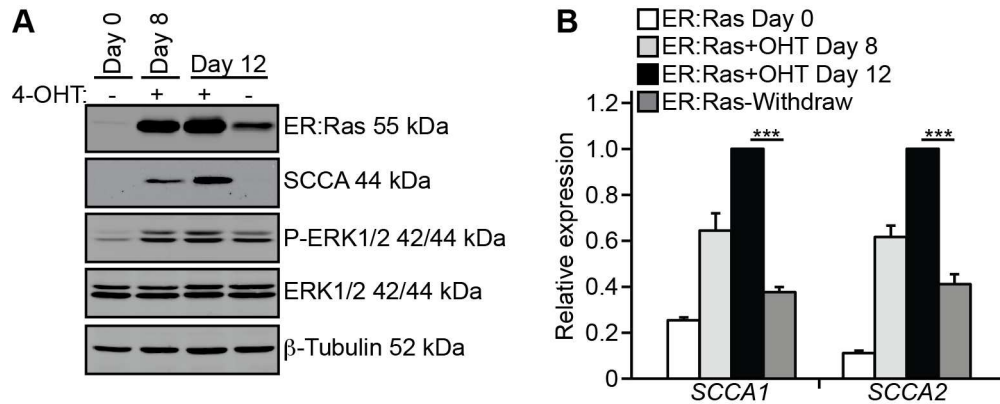 A
Day 0
Day 8
Day 12
4-OHT: - + + -
ER:Ras 55 kDa
SCCA 44 kDa
P-ERK1/2 42/44 kDa
ERK1/2 42/44 kDa
β-Tubulin 52 kDa
B
ER:Ras Day 0
ER:Ras+OHT Day 8
ER:Ras+OHT Day 12
ER:Ras-Withdraw
Relative expression
1.2
1.0
0.8
0.6
0.4
0.2
0
*** ***
SCCA1 SCCA2